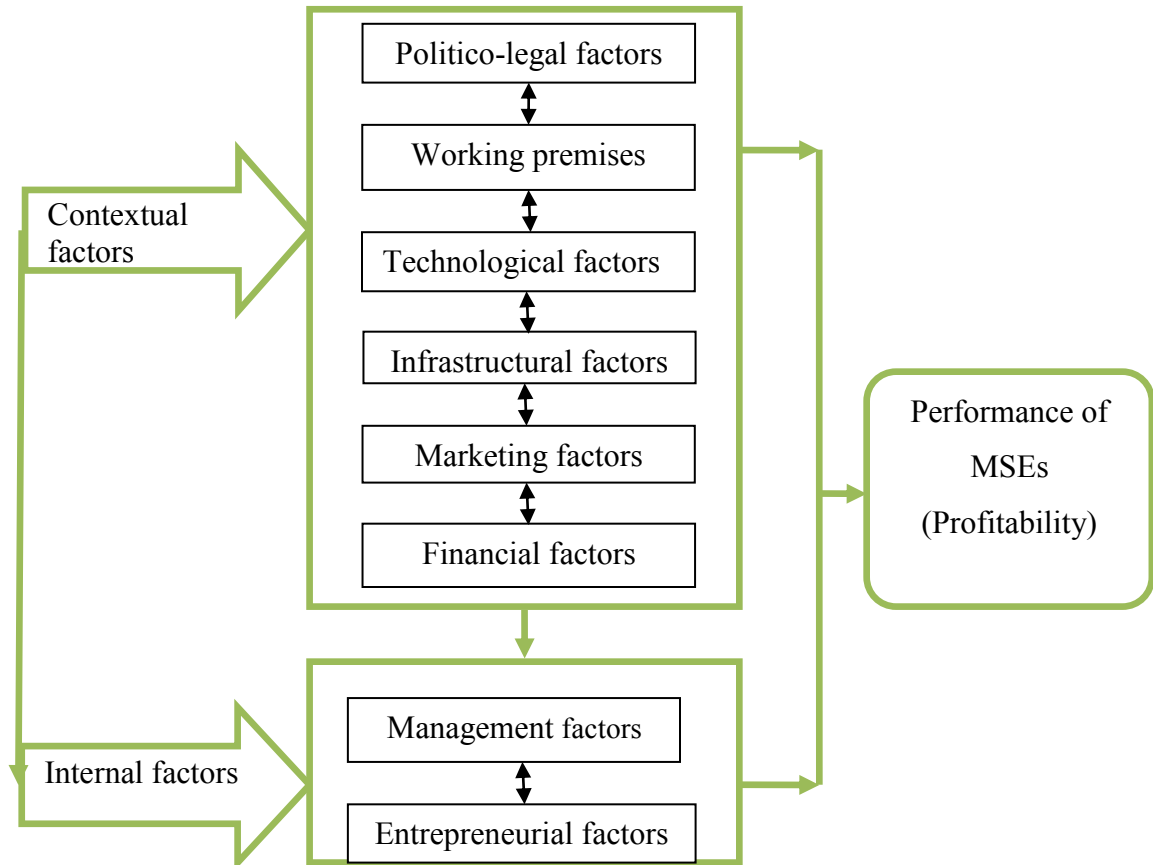 Politico-legal factors
Working premises
Contextual
factors
Technological factors
Infrastructural factors
Marketing factors
Financial factors
Performance of
MSEs
(Profitability)
Management factors
Internal factors
Entrepreneurial factors